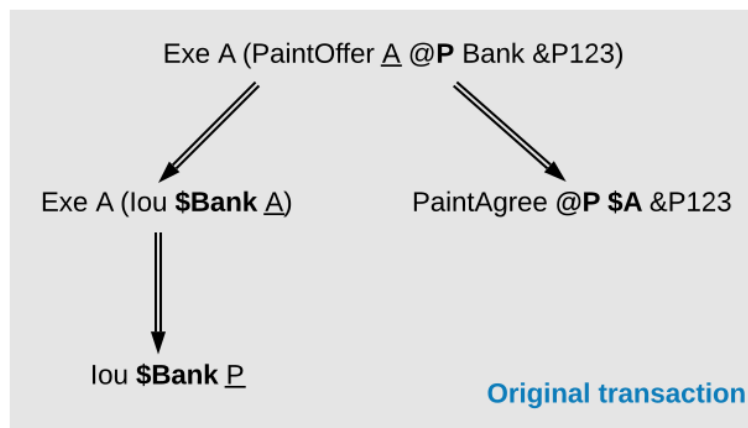 Exe A (PaintOffer A @P Bank &P123)
Exe A (Iou $Bank A)
PaintAgree @P $A &P123
Iou $Bank P
Original transaction